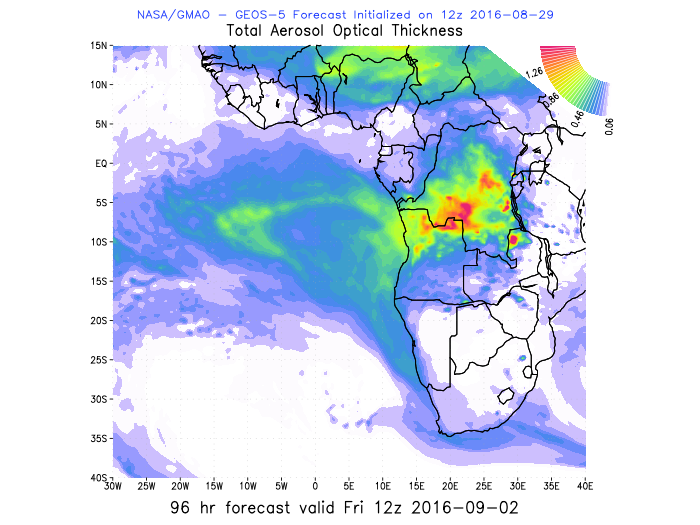 NASA/GMAO - GEOS-5 Forecast Initialized on 12z 2016-08-29
Total Aerosol Optical Thickness
1.26
0.86
0.46
0.06
15N
10N
5N
EQ
5S
10S
15S
20S
25S
30S
35S
40S
30W 25W 20W 15W 10W 5W 0 5E 10E 15E 20E 25E 30E 35E 40E
96 hr forecast valid Fri 12z 2016-09-02